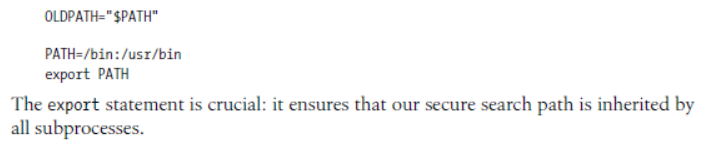 OLDPATH="$PATH"
PATH=/bin:/usr/bin
export PATH
The export statement is crucial: it ensures that our secure search path is inherited by
all subprocesses.